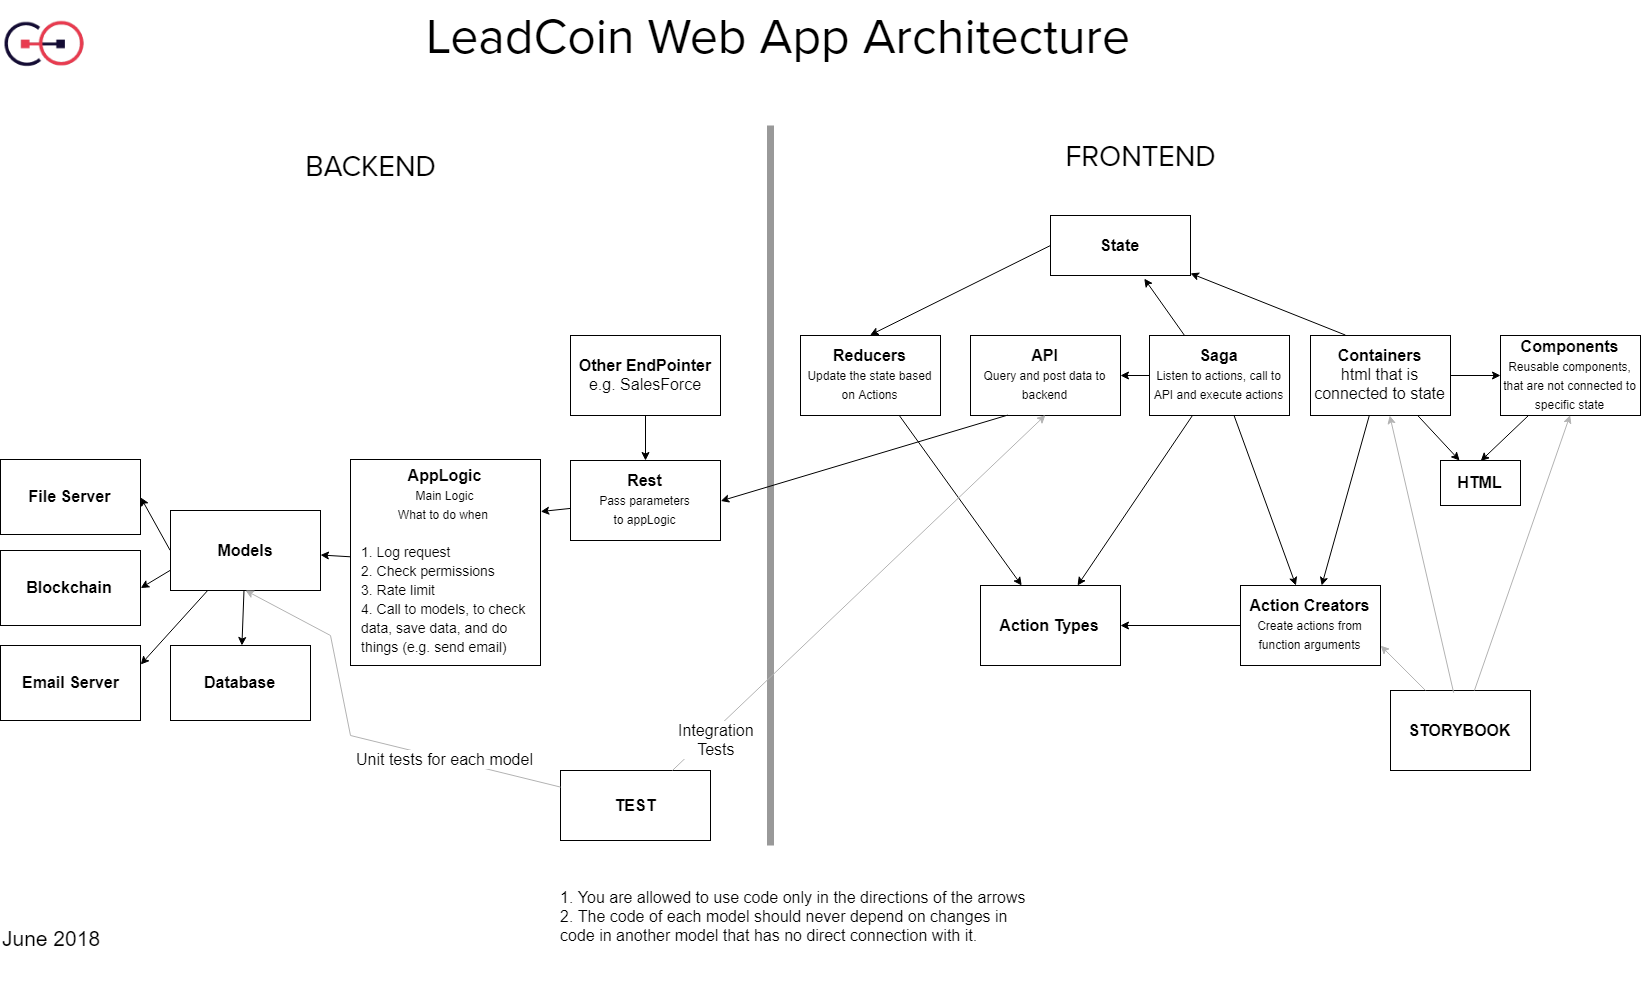 LeadCoin Web App Architecture
BACKEND
FRONTEND
State
Other EndPointer
e.g. SalesForce
Reducers
Update the state based
on Actions
API
Query and post data to
backend
Saga
Listen to actions, call to
API and execute actions
Containers
html that is
connected to state
Components
Reusable components,
that are not connected to
specific state
File Server
Blockchain
Email Server
Models
Database
AppLogic
Main Logic
What to do when
1. Log request
2. Check permissions
3. Rate limit
4. Call to models, to check
data, save data, and do
things (e.g. send email)
Rest
Pass parameters
to appLogic
HTML
Action Types
Action Creators
Create actions from
function arguments
STORYBOOK
Integration
Tests
Unit tests for each model
TEST
1. You are allowed to use code only in the directions of the arrows
2. The code of each model should never depend on changes in
code in another model that has no direct connection with it.
June 2018